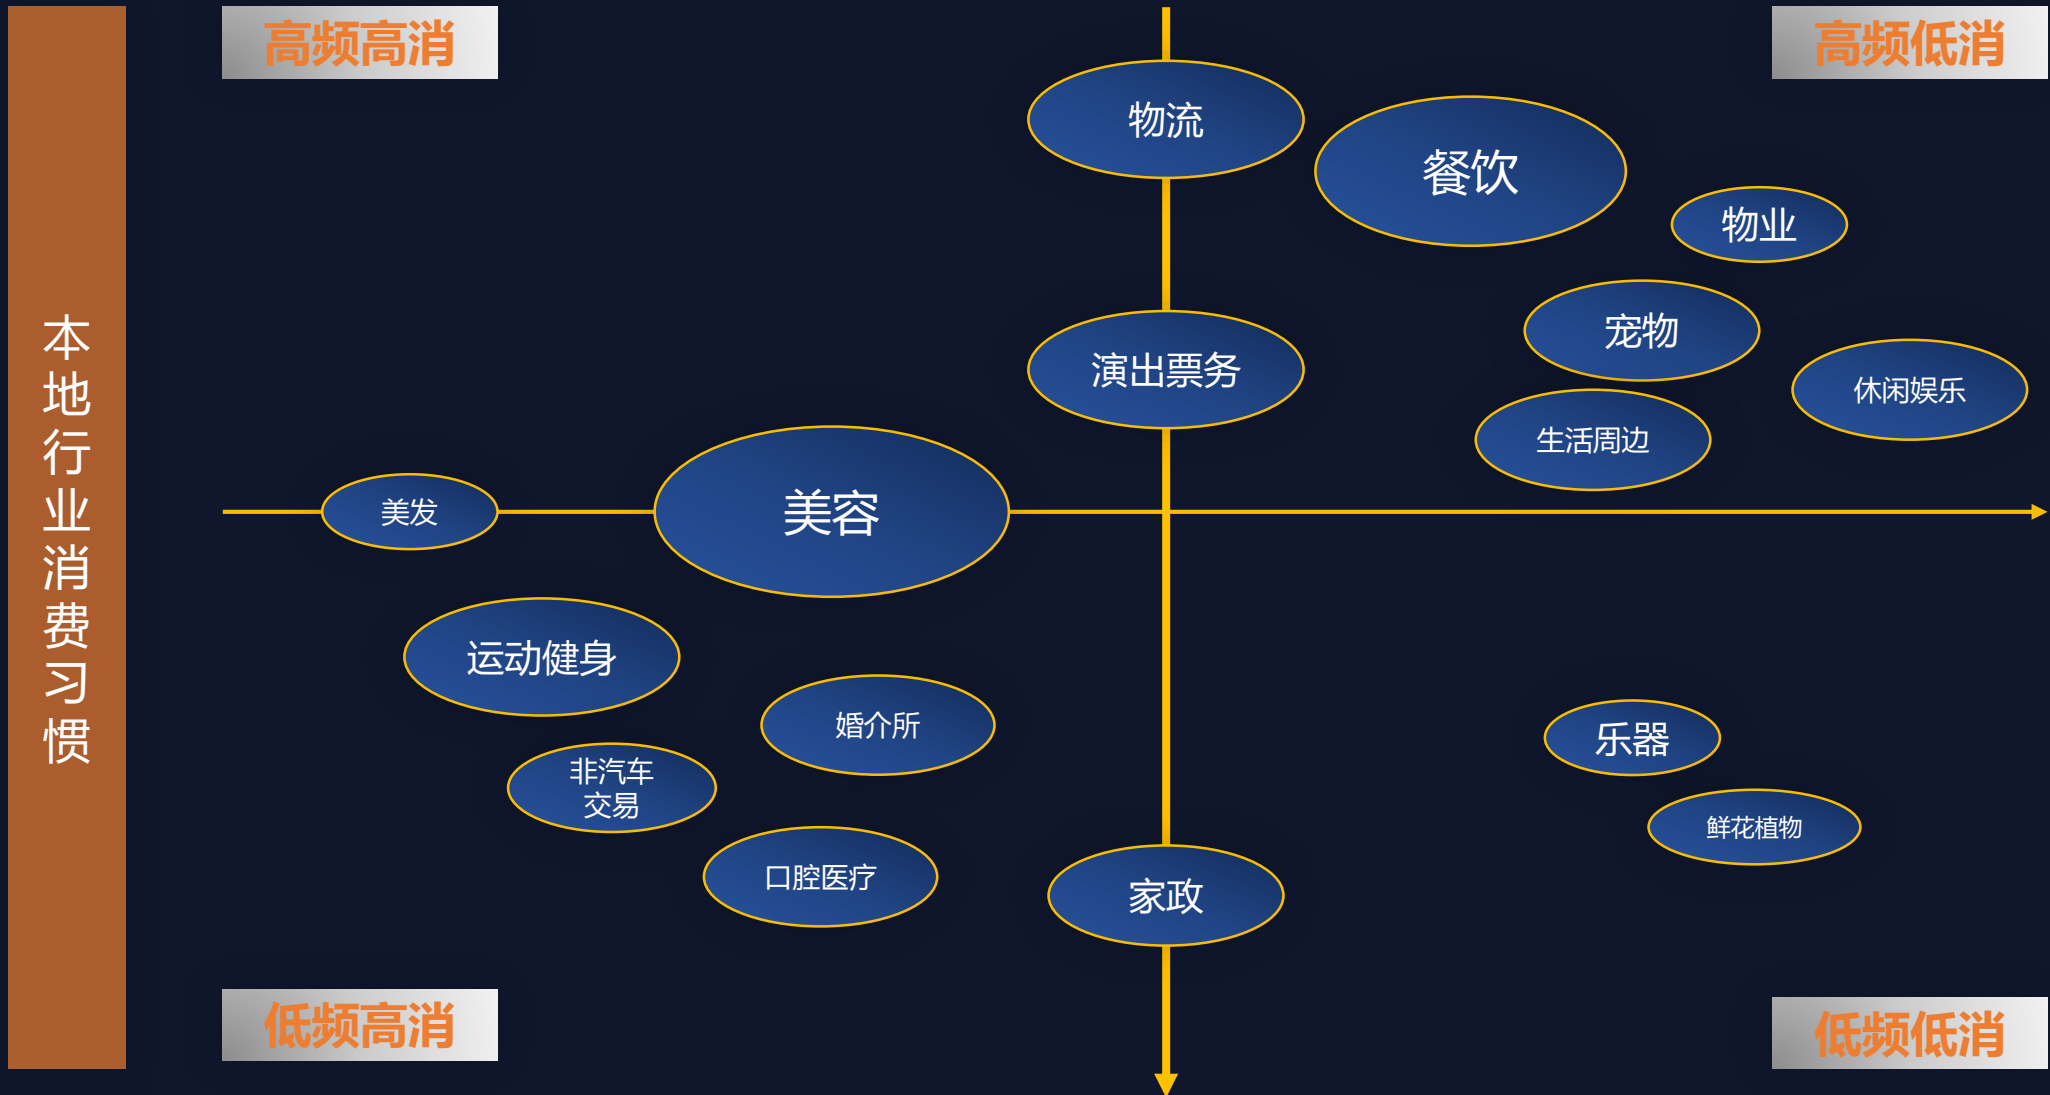 本地行业消费习惯
高频高消
高频低消
物流
餐饮
物业
宠物
演出票务
休闲娱乐
生活周边
美发
美容
运动健身
婚介所
乐器
非汽车
交易
鲜花植物
口腔医疗
家政
低频高消
低频低消